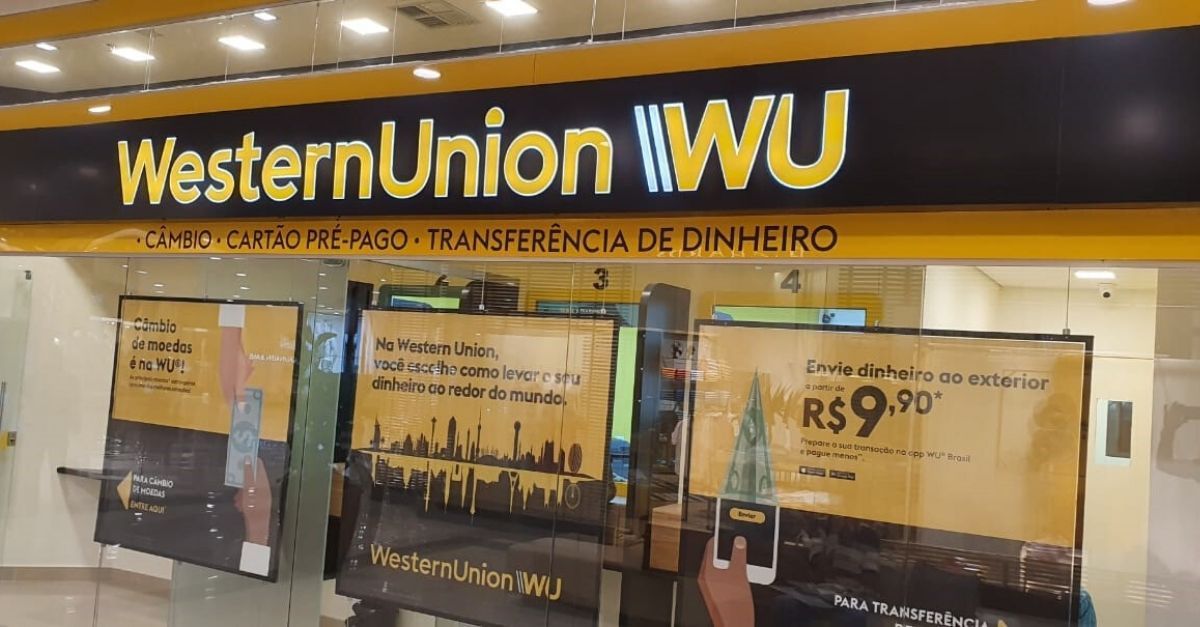 WesternUnion WU
· CÂMBIO · CARTÃO PRÉ-PAGO · TRANSFERÊNCIA DE DINHEIRO
3
4
Câmbio
de moedas
é na WU®!
PARA CÂMBIO
DE MOEDAS
ENTRE AQUI
Na Western Union,
você escolhe como levar o seu
dinheiro ao redor do mundo.
WesternUnion WU
Envie dinheiro ao exterior
a partir de
R$9,90*
Prepare a sua transação no app WU® Brasil
e pague menos**.
Enviar
PARA TRANSFERÊNCIA